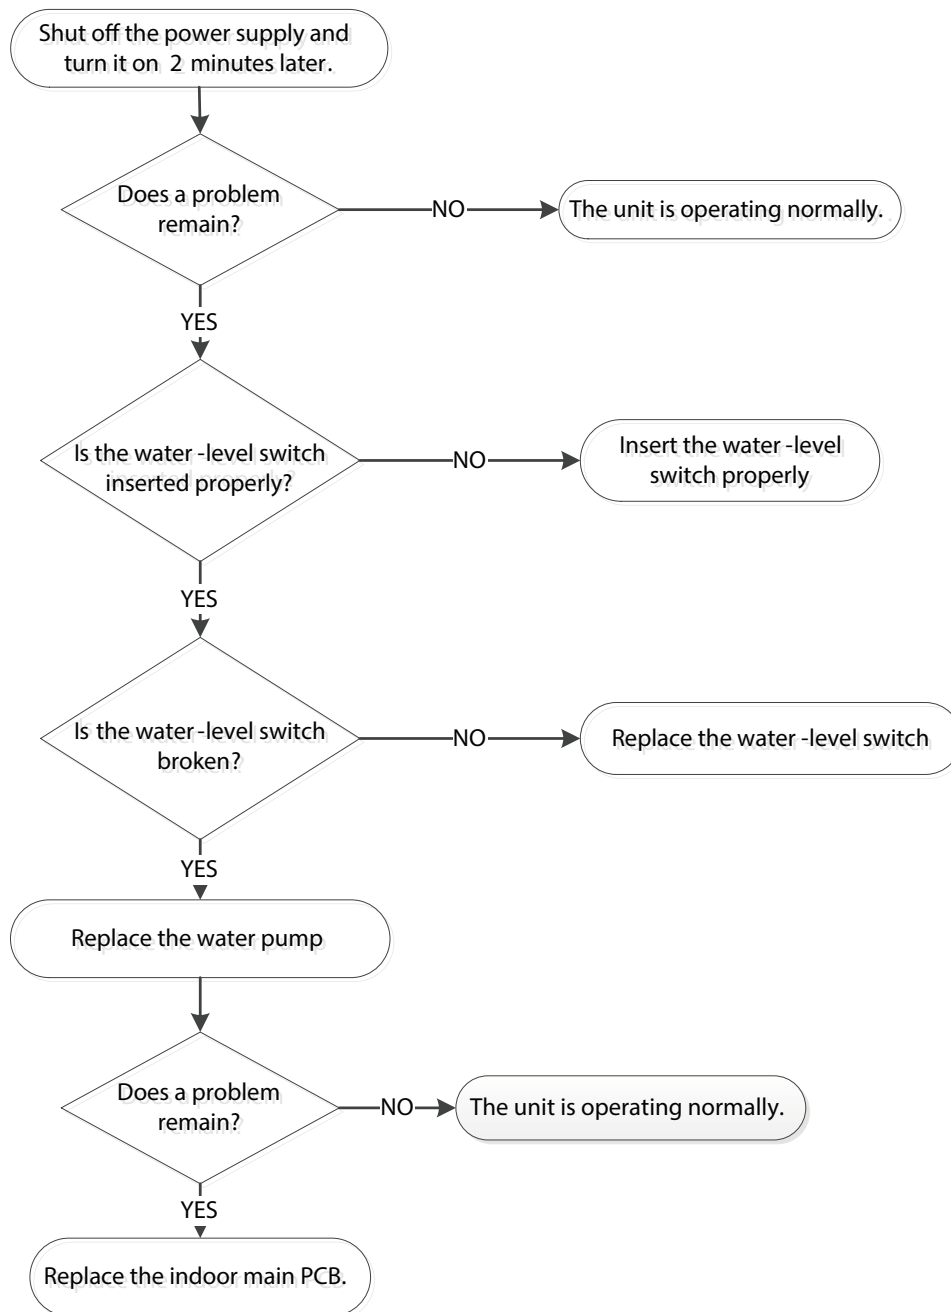 Shut off the power supply and
turn it on 2 minutes later.
Does a problem
remain?
NO
The unit is operating normally.
YES
Is the water -level switch
inserted properly?
NO
Insert the water -level
switch properly
YES
Is the water -level switch
broken?
NO
Replace the water -level switch
YES
Replace the water pump
Does a problem
remain?
NO
The unit is operating normally.
YES
Replace the indoor main PCB.